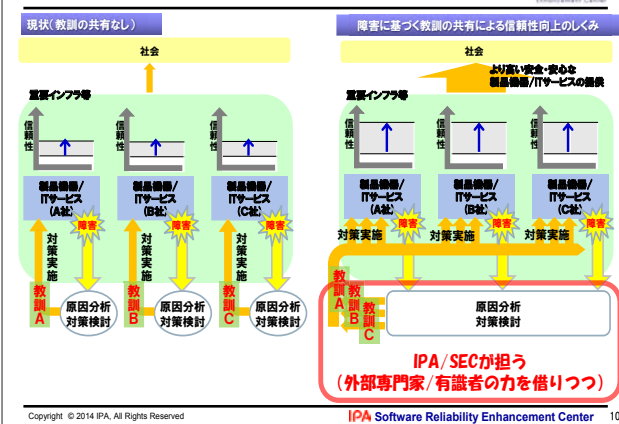 現状(教訓の共有なし)
社会
重要インフラ等
信頼性
信頼性
信頼性
製品機器/
ITサービス
(A社)
製品機器/
ITサービス
(B社)
製品機器/
ITサービス
(C社)
障害
障害
障害
対策実施
対策実施
対策実施
教訓A
教訓B
教訓C
原因分析
対策検討
原因分析
対策検討
原因分析
対策検討
障害に基づく教訓の共有による信頼性向上のしくみ
社会
より高い安全・安心な
製品機器/ITサービスの提供
重要インフラ等
信頼性
信頼性
信頼性
製品機器/
ITサービス
(A社)
製品機器/
ITサービス
(B社)
製品機器/
ITサービス
(C社)
障害
障害
障害
対策実施
対策実施
対策実施
教訓A
教訓B
教訓C
原因分析
対策検討
IPA/SECが担う
(外部専門家/有識者の力を借りつつ)
Copyright © 2014 IPA, All Rights Reserved
IPA Software Reliability Enhancement Center
10